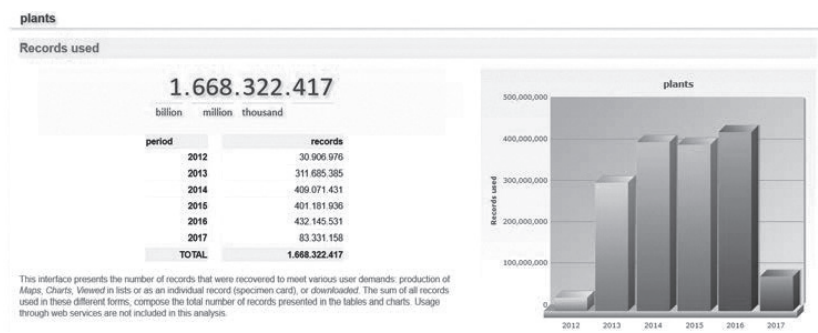 plants
Records used
1.668.322.417
billion million thousand
period records
2012 30.906.976
2013 311.685.385
2014 409.071.431
2015 401.181.936
2016 432.145.531
2017 83.331.158
TOTAL 1.668.322.417
This interface presents the number of records that were recovered to meet various user demands: production of
Maps, Charts, Viewed in lists or as an individual record (specimen card), or downloaded. The sum of all records
used in these different forms, compose the total number of records presented in the tables and charts. Usage
through web services are not included in this analysis.
plants
Records used
500,000,000
400,000,000
300,000,000
200,000,000
100,000,000
0
2012 2013 2014 2015 2016 2017